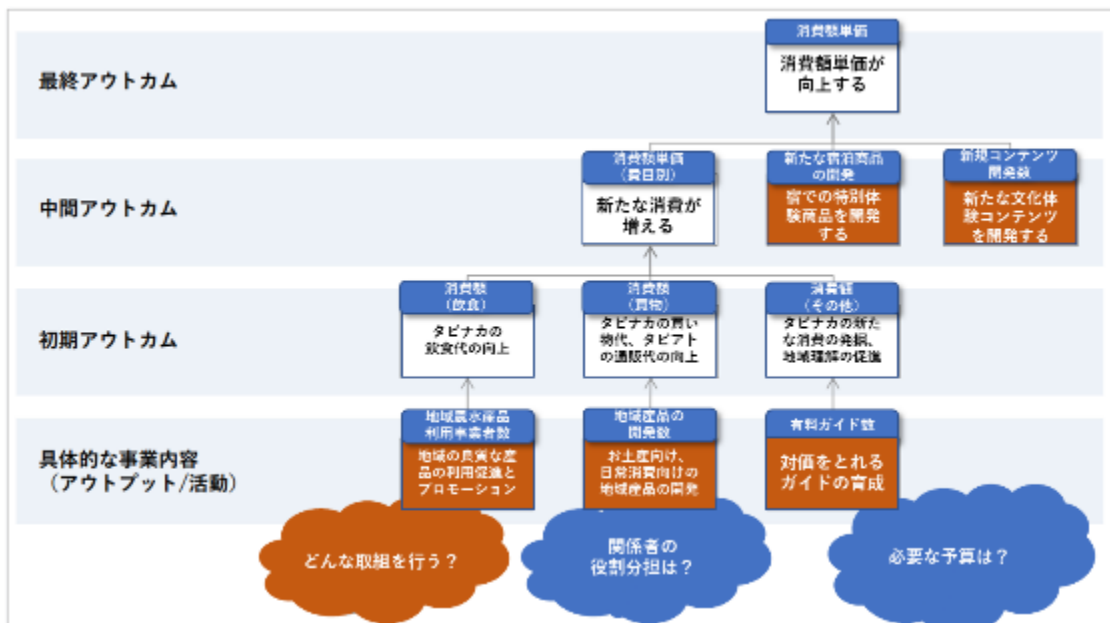 消費額単価
消費額単価が
向上する
最終アウトカム
消費額単価
(費目別)
新たな消費が
増える
新たな宿泊商品
の開発
宿での特別体
験商品を開発
する
新規コンテンツ
開発数
新たな文化体
験コンテンツ
を開発する
中間アウトカム
消費額
(飲食)
タビナカの
飲食代の向上
消費額
(買物)
タビナカの買い
物代、タビアト
の通販代の向上
消費額
(その他)
タビナカの新た
な消費の発掘、
地域理解の促進
初期アウトカム
地域農水産品
利用事業者数
地域の良質な産
品の利用促進と
プロモーション
地域産品の
開発数
お土産向け、
日常消費向けの
地域産品の開発
有料ガイド数
対価をとれる
ガイドの育成
具体的な事業内容
(アウトプット/活動)
どんな取組を行う?
関係者の
役割分担は?
必要な予算は?